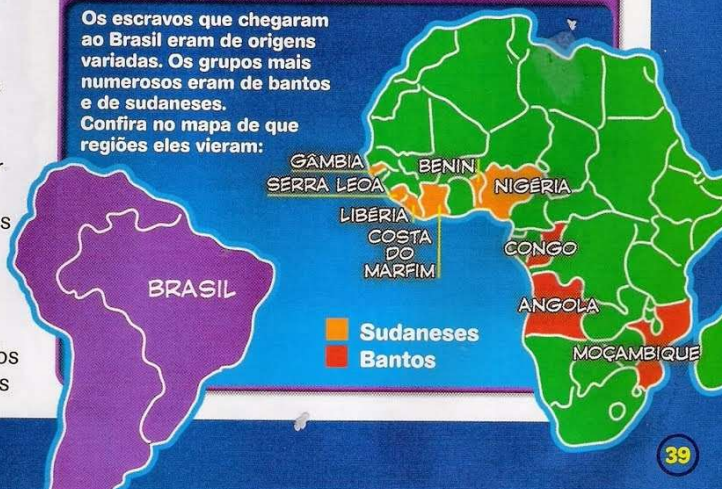 Os escravos que chegaram
ao Brasil eram de origens
variadas. Os grupos mais
numerosos eram de bantos
e de sudaneses.
Confira no mapa de que
regiões eles vieram:
GÂMBIA
SERRA LEOA
LIBÉRIA
COSTA
DO
MARFIM
BENIN
NIGÉRIA
CONGO
ANGOLA
MOÇAMBIQUE
BRASIL
Sudaneses
Bantos
39